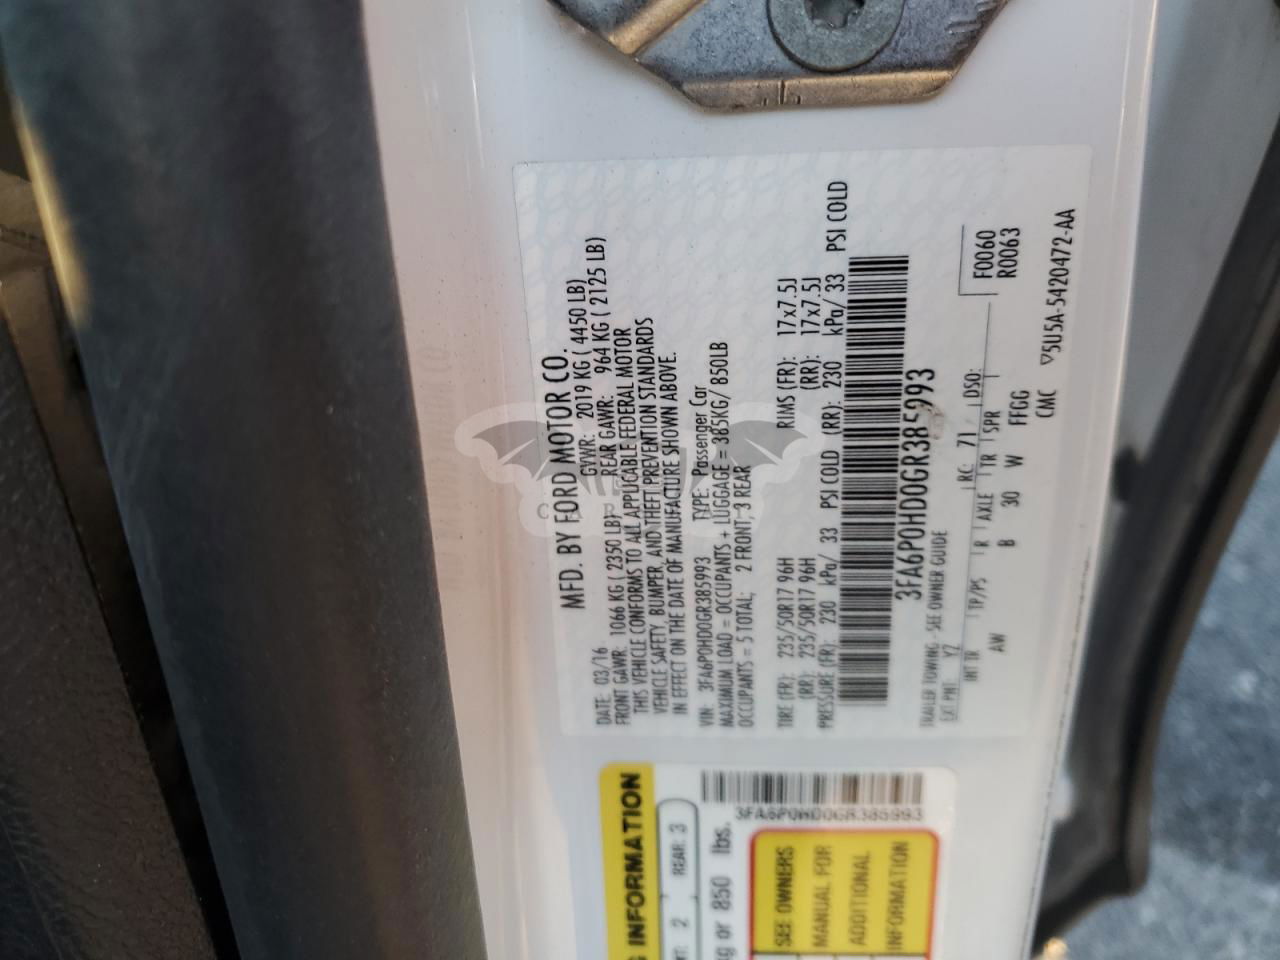 MFD. BY FORD MOTOR CO.
DATE: 03/16 GVWR: 2019 KG ( 4450 LB)
FRONT GAWR: 1066 KG ( 2350 LB) REAR GAWR: 964 KG ( 2125 LB)
THIS VEHICLE CONFORMS TO ALL APPLICABLE FEDERAL MOTOR
VEHICLE SAFETY, BUMPER, AND THEFT PREVENTION STANDARDS
IN EFFECT ON THE DATE OF MANUFACTURE SHOWN ABOVE.
VIN: 3FA6P0HD0GR385993 TYPE: Passenger Car
MAXIMUM LOAD = OCCUPANTS + LUGGAGE = 385KG/ 850LB
OCCUPANTS = 5 TOTAL; 2 FRONT; 3 REAR
TIRE (FR): 235/50R17 96H RIMS (FR): 17x7.5J
(RR): 235/50R17 96H (RR): 17x7.5J
PRESSURE (FR): 230 kPa/ 33 PSI COLD (RR): 230 kPa/ 33 PSI COLD
3FA6P0HD0GR385993
TRAILER TOWING - SEE OWNER GUIDE
EXT PNT: YZ RC: 71 DSO:
F0060
R0063
INT TR TP/PS R AXLE TR SPR
AW B 30 W FFGG
CMC
5U5A-5420472-AA
INFORMATION
2 REAR: 3
3FA6P0HD0GR385993
kg or 850 lbs.
SEE OWNERS
MANUAL FOR
ADDITIONAL
INFORMATION